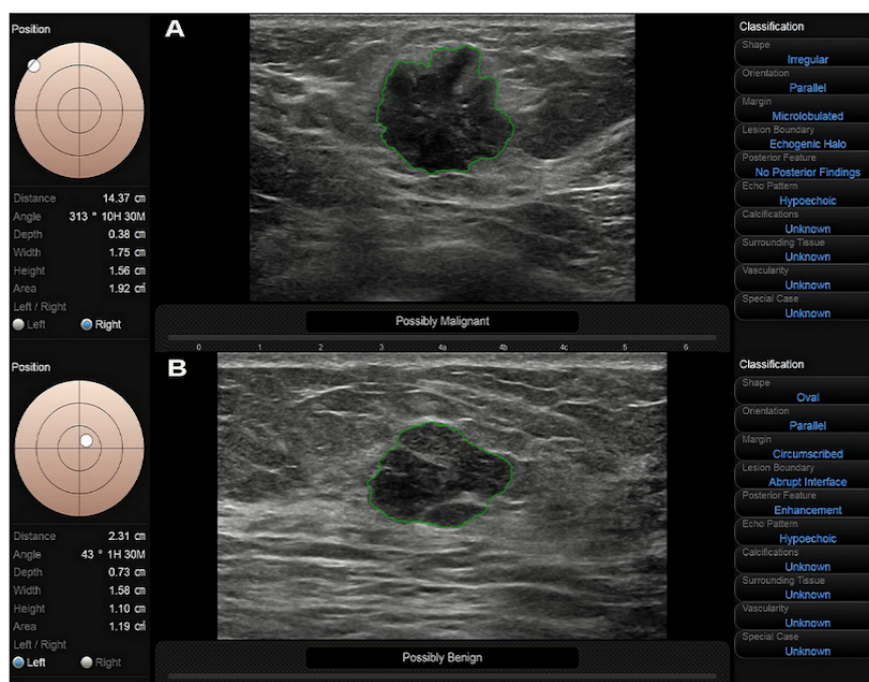 Position
Distance 14.37 cm
Angle 313 ° 10H 30M
Depth 0.38 cm
Width 1.75 cm
Height 1.56 cm
Area 1.92 cm²
Left / Right
Left Right
A
Possibly Malignant
0 1 2 3 4a 4b 4c 5 6
Classification
Shape
Irregular
Orientation
Parallel
Margin
Microlobulated
Lesion Boundary
Echogenic Halo
Posterior Feature
No Posterior Findings
Echo Pattern
Hypoechoic
Calcifications
Unknown
Surrounding Tissue
Unknown
Vascularity
Unknown
Special Case
Unknown
Position
Distance 2.31 cm
Angle 43 ° 1H 30M
Depth 0.73 cm
Width 1.58 cm
Height 1.10 cm
Area 1.19 cm²
Left / Right
Left Right
B
Possibly Benign
Classification
Shape
Oval
Orientation
Parallel
Margin
Circumscribed
Lesion Boundary
Abrupt Interface
Posterior Feature
Enhancement
Echo Pattern
Hypoechoic
Calcifications
Unknown
Surrounding Tissue
Unknown
Vascularity
Unknown
Special Case
Unknown